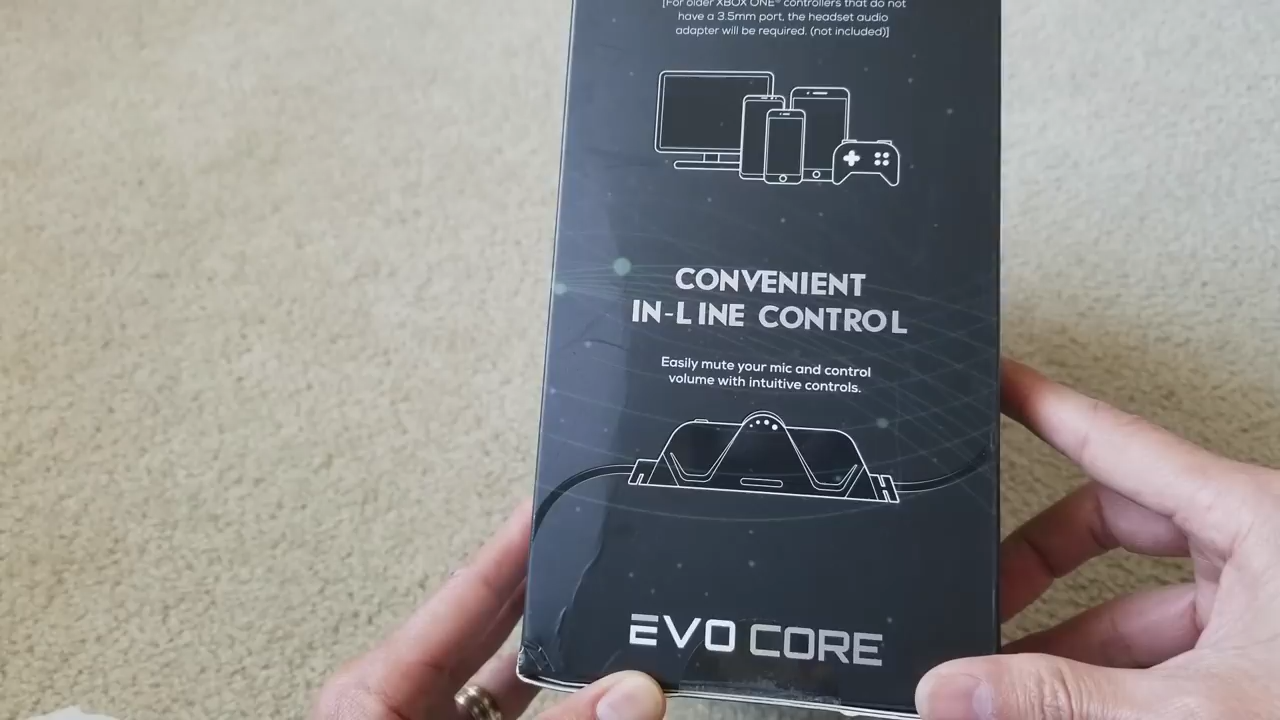 [For older XBOX ONE® controllers that do not
have a 3.5mm port, the headset audio
adapter will be required. (not included)]
CONVENIENT
IN-LINE CONTROL
Easily mute your mic and control
volume with intuitive controls.
EVO CORE